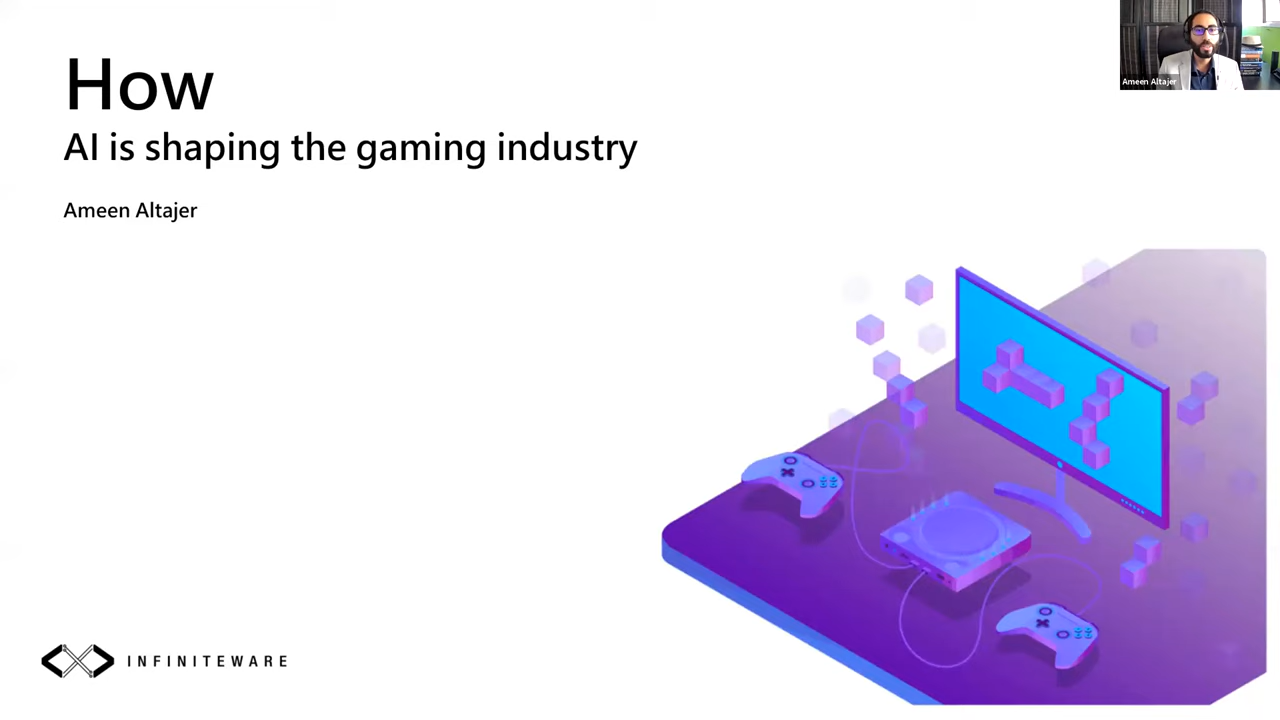 How
AI is shaping the gaming industry
Ameen Altajer
Ameen Altajer
INFINITEWARE